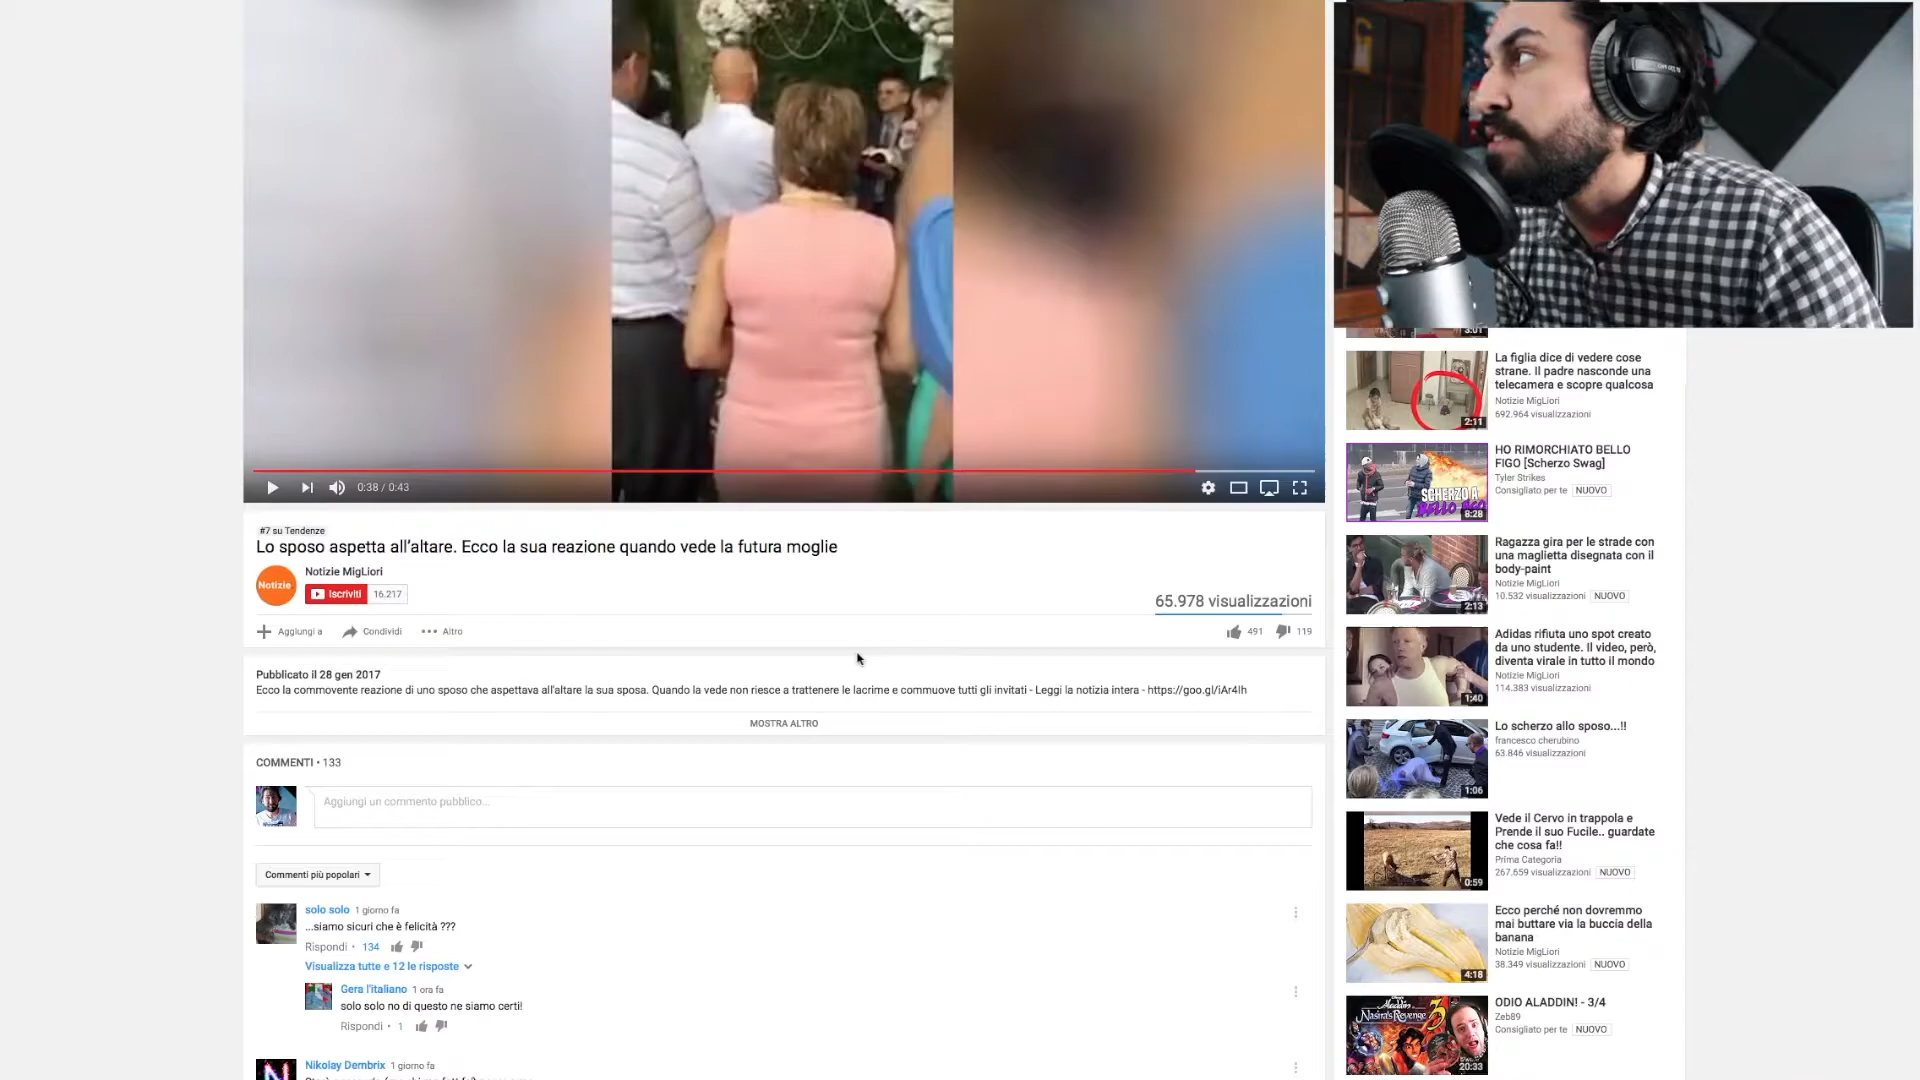 0:38 / 0:43
#7 su Tendenze
Lo sposo aspetta all'altare. Ecco la sua reazione quando vede la futura moglie
Notizie
Notizie MigLiori
Iscriviti 16.217
65.978 visualizzazioni
Aggiungi a Condividi Altro
491 119
Pubblicato il 28 gen 2017
Ecco la commovente reazione di uno sposo che aspettava all'altare la sua sposa. Quando la vede non riesce a trattenere le lacrime e commuove tutti gli invitati - Leggi la notizia intera - https://goo.gl/iAr4Ih
MOSTRA ALTRO
COMMENTI • 133
Aggiungi un commento pubblico...
Commenti più popolari
solo solo 1 giorno fa
...siamo sicuri che è felicità ???
Rispondi • 134
Visualizza tutte e 12 le risposte
Gera l'italiano 1 ora fa
solo solo no di questo ne siamo certi!
Rispondi • 1
Nikolay Dembrix 1 giorno fa
3:01
La figlia dice di vedere cose
strane. Il padre nasconde una
telecamera e scopre qualcosa
Notizie MigLiori
692.964 visualizzazioni
2:11
HO RIMORCHIATO BELLO
FIGO [Scherzo Swag]
Tyler Strikes
Consigliato per te NUOVO
SCHERZO A
BELLO
8:28
Ragazza gira per le strade con
una maglietta disegnata con il
body-paint
Notizie MigLiori
10.532 visualizzazioni NUOVO
2:13
Adidas rifiuta uno spot creato
da uno studente. Il video, però,
diventa virale in tutto il mondo
Notizie MigLiori
114.383 visualizzazioni
1:40
Lo scherzo allo sposo...!!
francesco cherubino
63.846 visualizzazioni
1:06
Vede il Cervo in trappola e
Prende il suo Fucile.. guardate
che cosa fa!!
Prima Categoria
267.659 visualizzazioni NUOVO
0:59
Ecco perché non dovremmo
mai buttare via la buccia della
banana
Notizie MigLiori
38.349 visualizzazioni NUOVO
4:18
ODIO ALADDIN! - 3/4
Zeb89
Consigliato per te NUOVO
Aladdin
Nasira's Revenge 3
20:33